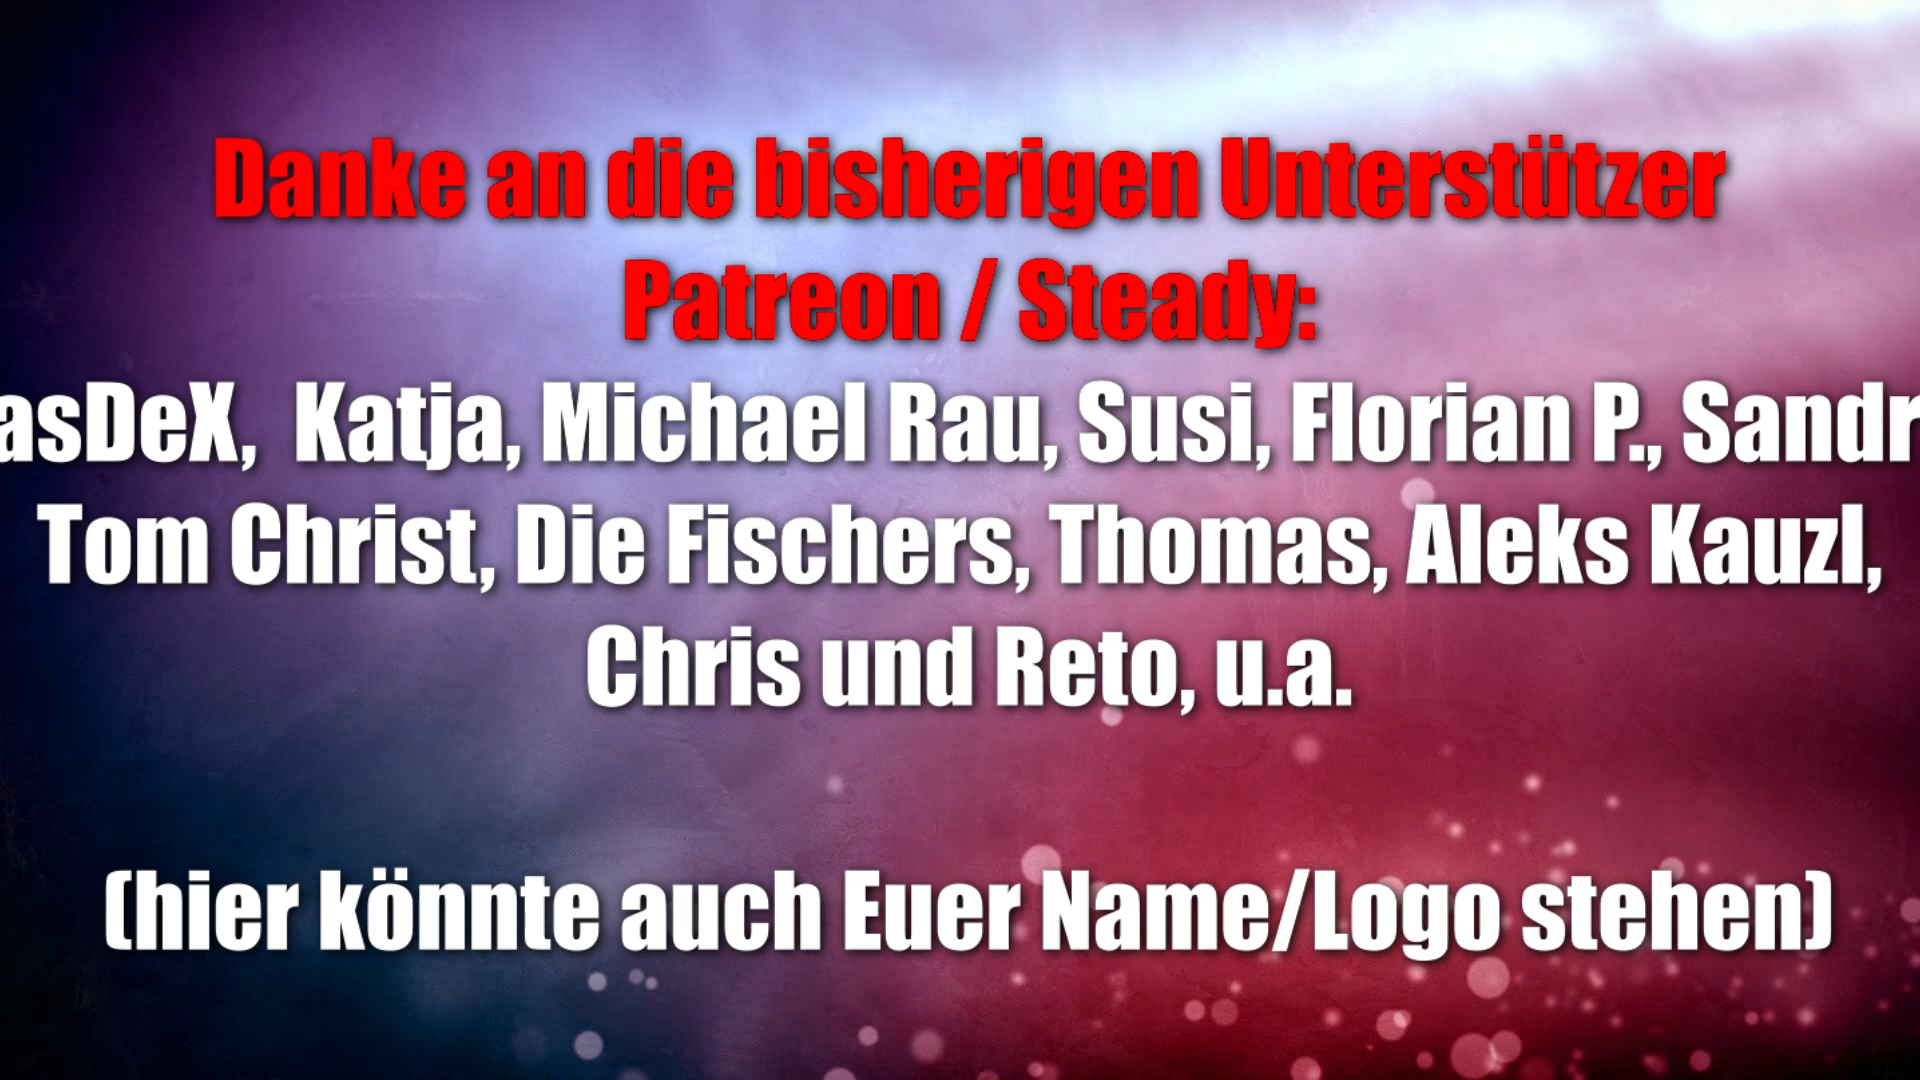 Danke an die bisherigen Unterstützer
Patreon / Steady:
asDeX, Katja, Michael Rau, Susi, Florian P., Sandr
Tom Christ, Die Fischers, Thomas, Aleks Kauzl,
Chris und Reto, u.a.
(hier könnte auch Euer Name/Logo stehen)